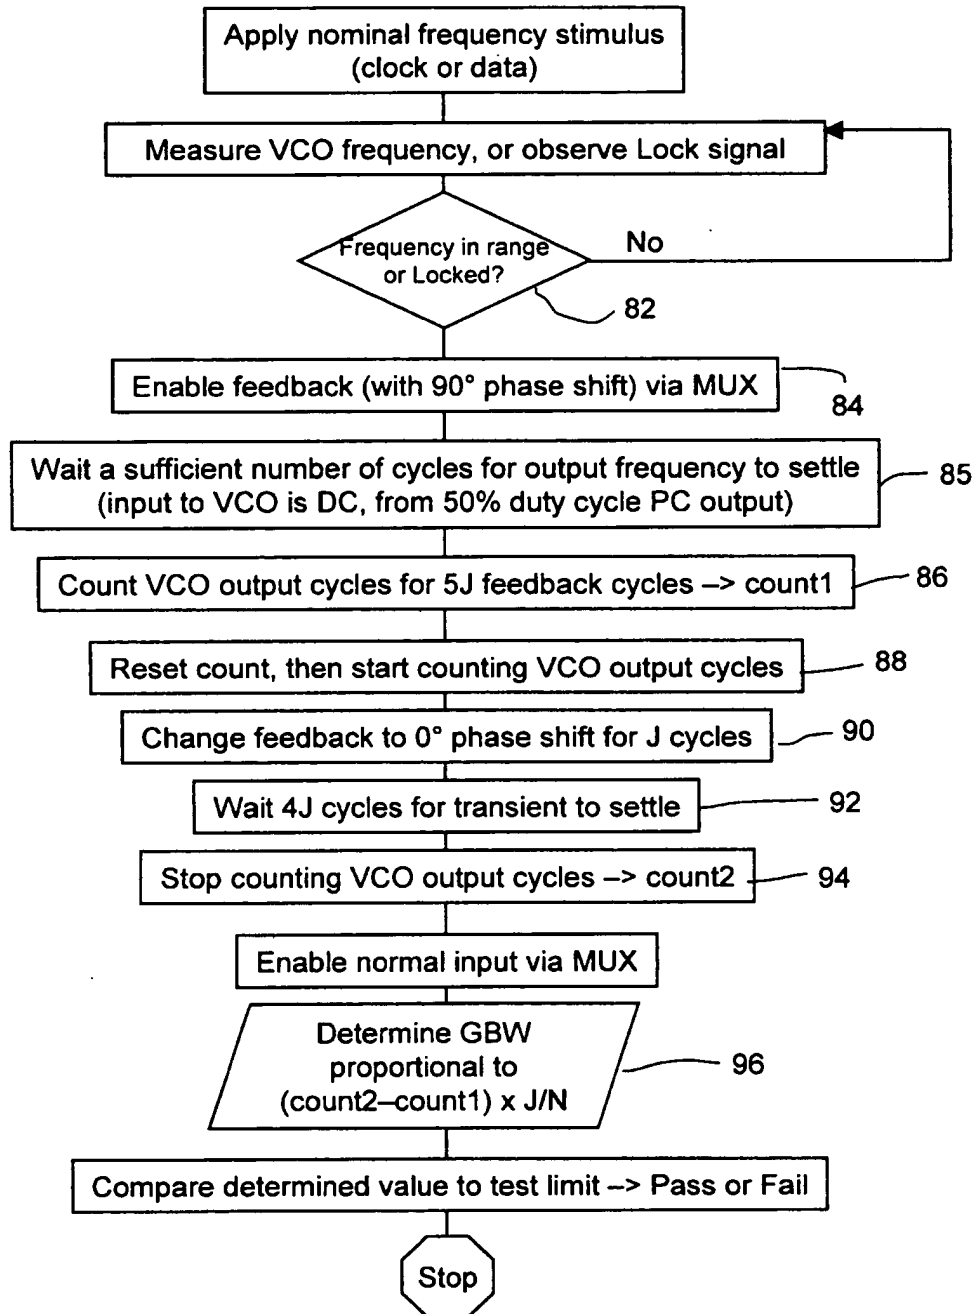 Apply nominal frequency stimulus
(clock or data)
Measure VCO frequency, or observe Lock signal
Frequency in range
or Locked?
No
82
Enable feedback (with 90° phase shift) via MUX
84
Wait a sufficient number of cycles for output frequency to settle
(input to VCO is DC, from 50% duty cycle PC output)
85
Count VCO output cycles for 5J feedback cycles –> count1
86
Reset count, then start counting VCO output cycles
88
Change feedback to 0° phase shift for J cycles
90
Wait 4J cycles for transient to settle
92
Stop counting VCO output cycles –> count2
94
Enable normal input via MUX
Determine GBW
proportional to
(count2–count1) x J/N
96
Compare determined value to test limit –> Pass or Fail
Stop